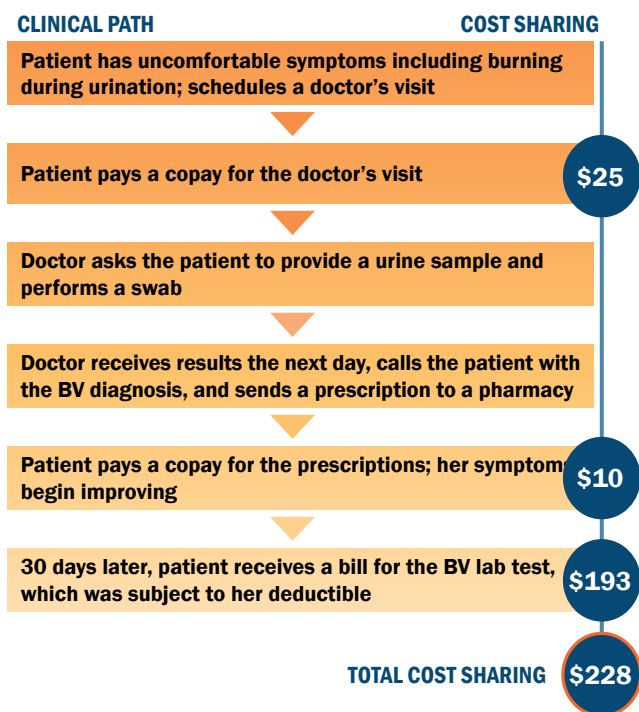 CLINICAL PATH COST SHARING
Patient has uncomfortable symptoms including burning
during urination; schedules a doctor's visit
Patient pays a copay for the doctor's visit
$25
Doctor asks the patient to provide a urine sample and
performs a swab
Doctor receives results the next day, calls the patient with
the BV diagnosis, and sends a prescription to a pharmacy
Patient pays a copay for the prescriptions; her symptoms
begin improving
$10
30 days later, patient receives a bill for the BV lab test,
which was subject to her deductible
$193
TOTAL COST SHARING $228